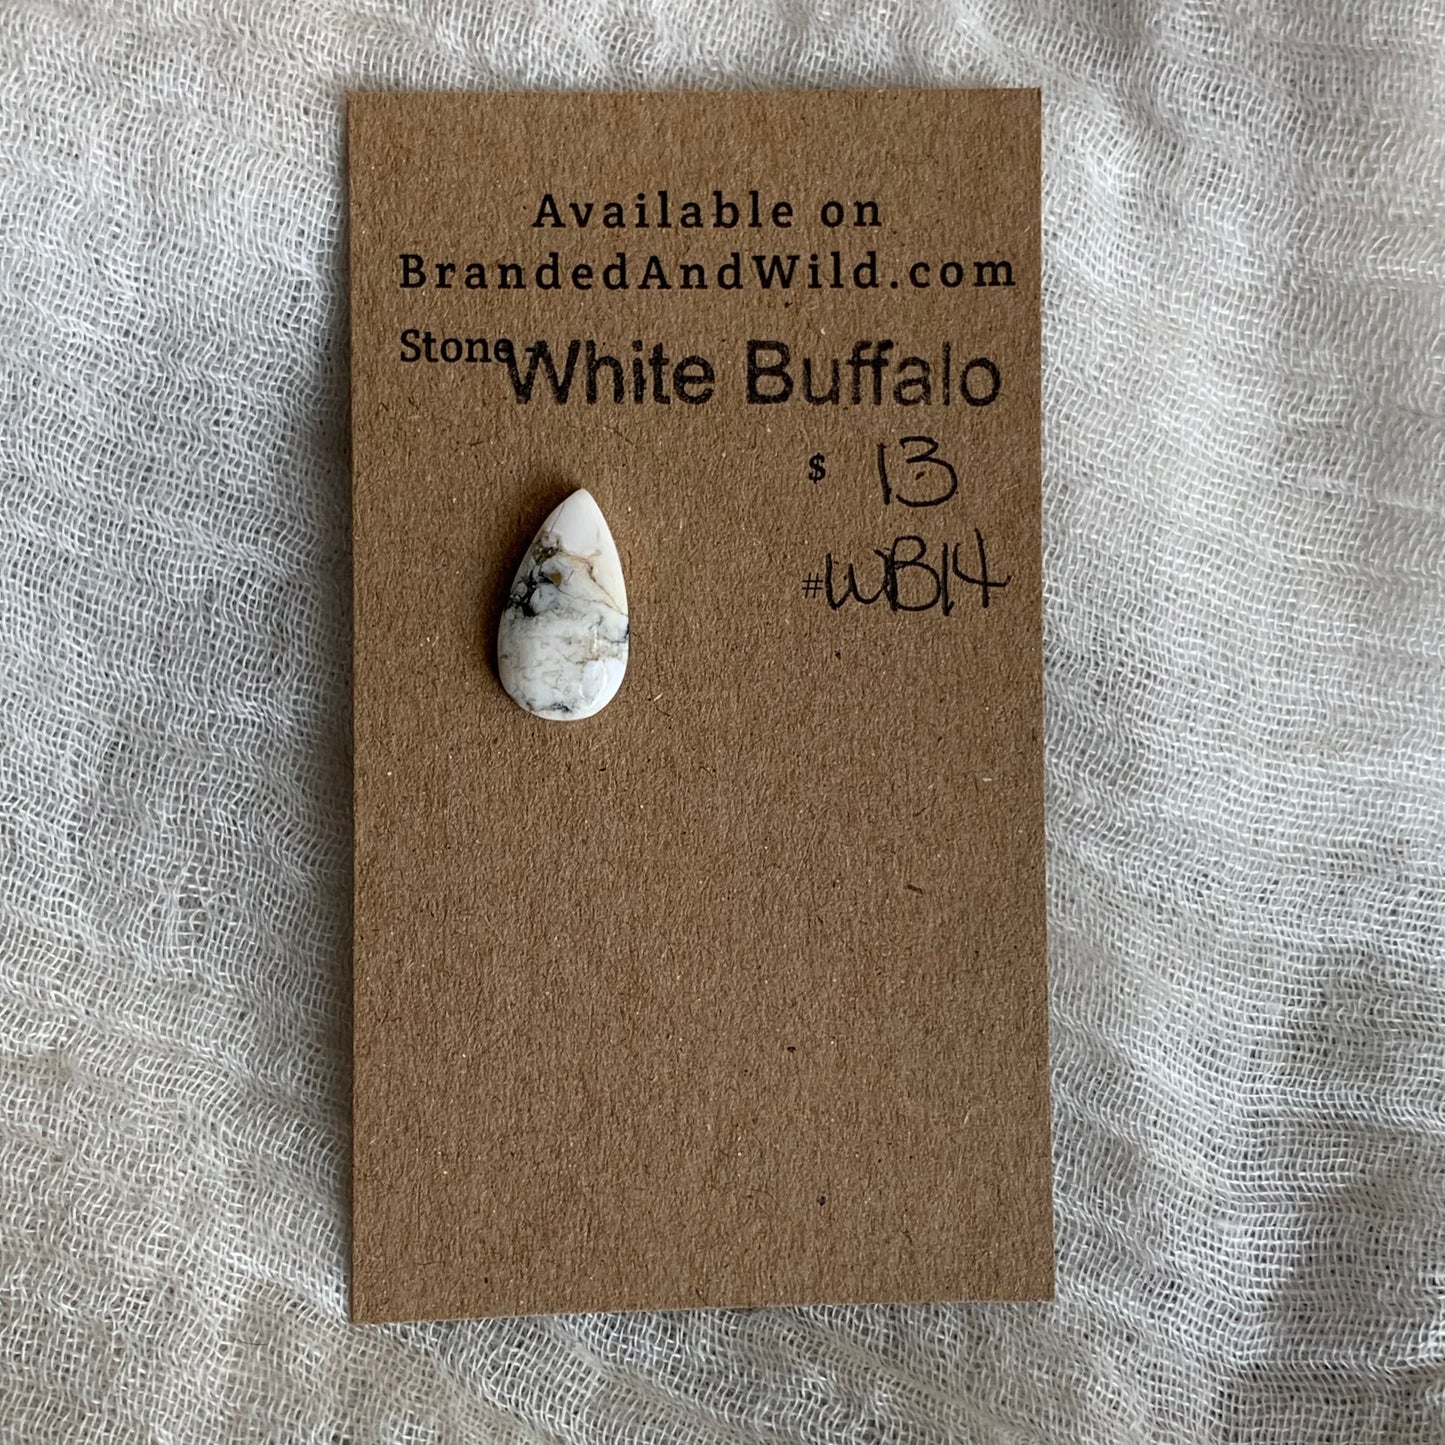 Available on
BrandedAndWild.com
Stone- White Buffalo
$ 13
#WB14